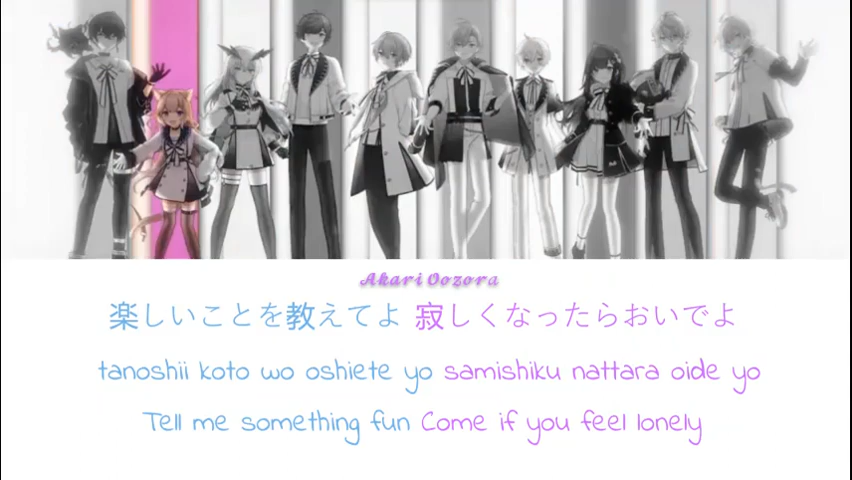 Akari Oozora
楽しいことを教えてよ 寂しくなったらおいでよ
tanoshii koto wo oshiete yo samishiku nattara oide yo
Tell me something fun Come if you feel lonely